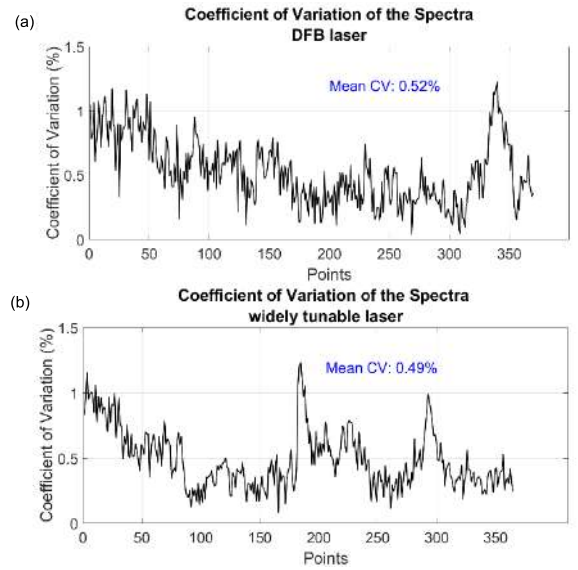 (a)
Coefficient of Variation of the Spectra
DFB laser
Coefficient of Variation (%)
1.5
1
0.5
0
Mean CV: 0.52%
0 50 100 150 200 250 300 350
Points
(b)
Coefficient of Variation of the Spectra
widely tunable laser
Coefficient of Variation (%)
1.5
1
0.5
0
Mean CV: 0.49%
0 50 100 150 200 250 300 350
Points